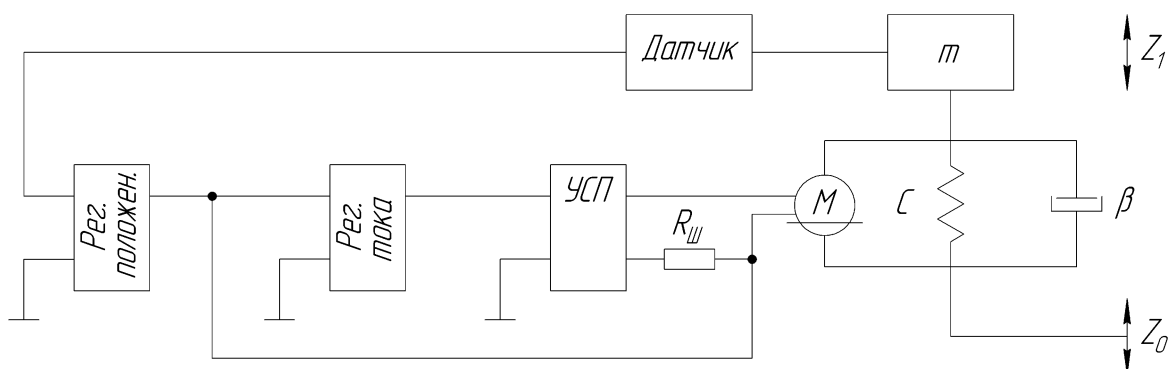 Датчик
m
Z₁
Рег.
положен.
Рег.
тока
УСП
Rш
М
С
β
Z₀